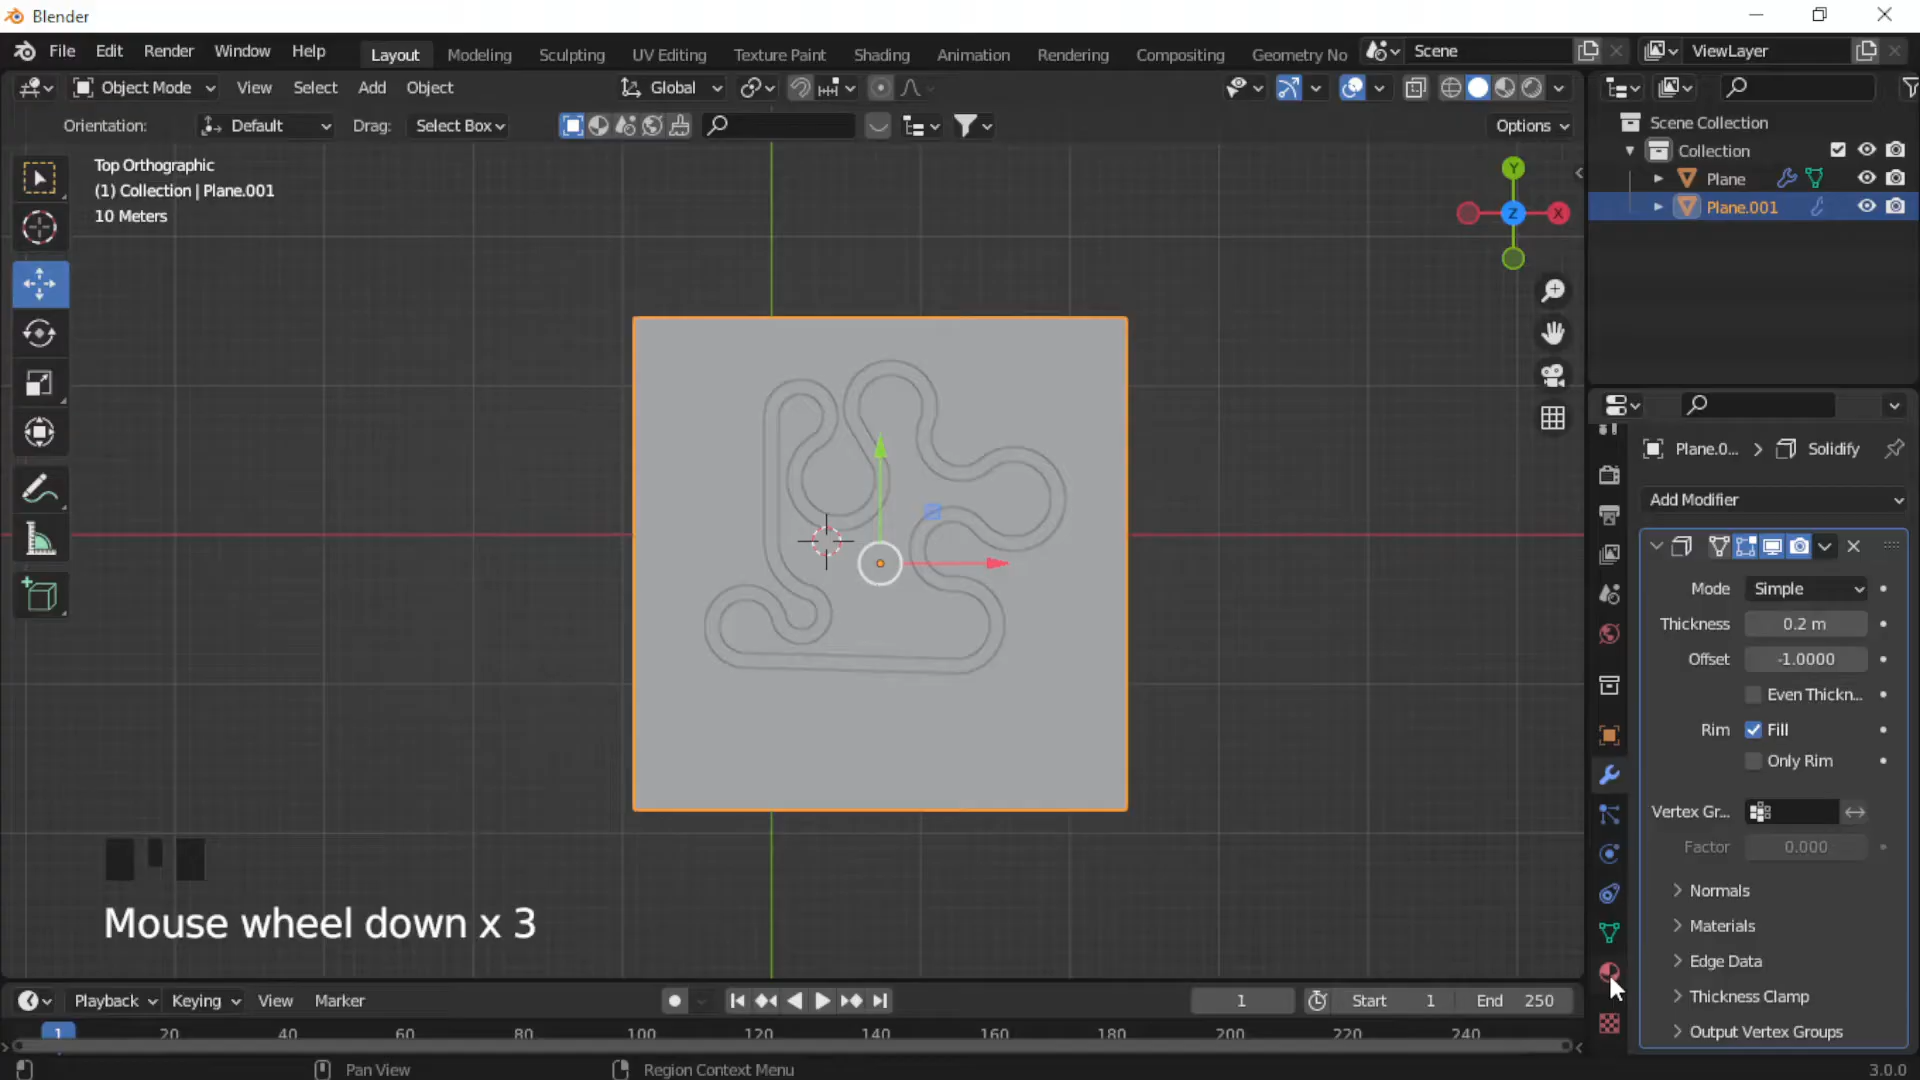 Blender
File Edit Render Window Help Layout Modeling Sculpting UV Editing Texture Paint Shading Animation Rendering Compositing Geometry No Scene ViewLayer
Object Mode View Select Add Object Global
Orientation: Default Drag: Select Box Options
Top Orthographic
(1) Collection | Plane.001
10 Meters
Y
X
Z
Scene Collection
Collection
Plane
Plane.001
Plane.0... > Solidify
Add Modifier
Mode Simple
Thickness 0.2 m
Offset -1.0000
Even Thickn...
Rim Fill
Only Rim
Vertex Gr...
Factor 0.000
Normals
Materials
Edge Data
Thickness Clamp
Output Vertex Groups
Mouse wheel down x 3
Playback Keying View Marker 1 Start 1 End 250
1 20 40 60 80 100 120 140 160 180 200 220 240
Pan View Region Context Menu 3.0.0